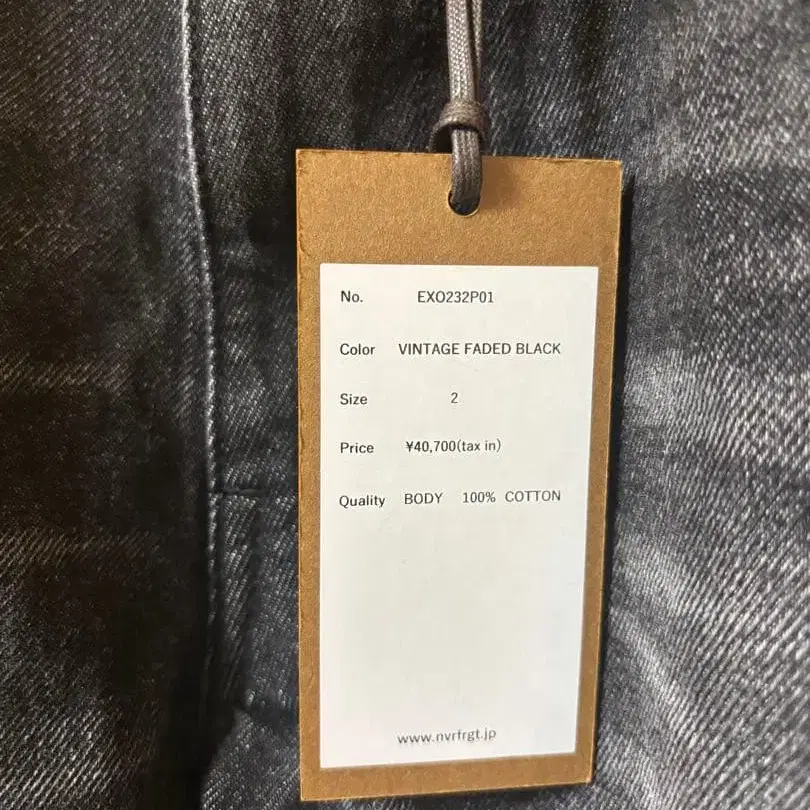 No. EXO232P01
Color VINTAGE FADED BLACK
Size 2
Price ¥40,700(tax in)
Quality BODY 100% COTTON
www.nvrfrgt.jp